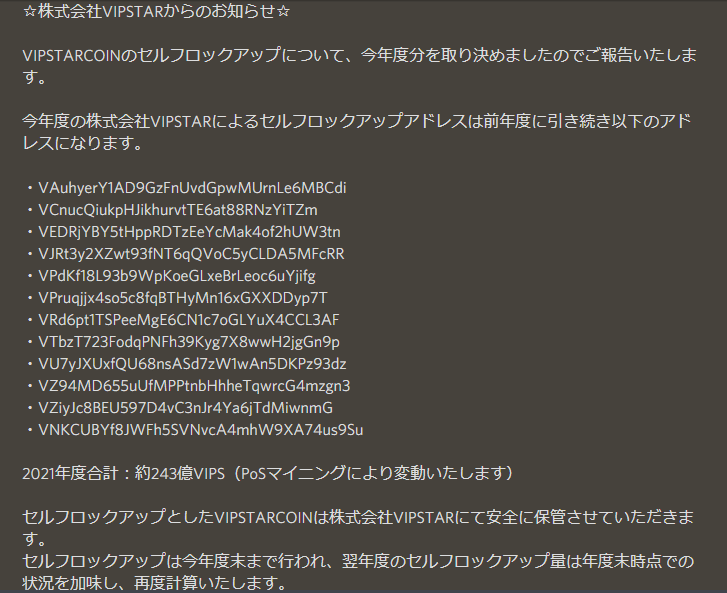 ☆株式会社VIPSTARからのお知らせ☆
VIPSTARCOINのセルフロックアップについて、今年度分を取り決めましたのでご報告いたしま
す。
今年度の株式会社VIPSTARによるセルフロックアップアドレスは前年度に引き続き以下のアド
レスになります。
・VAuhyerY1AD9GzFnUvdGpwMUrnLe6MBCdi
・VCnucQiukpHJikhurvtTE6at88RNzYiTZm
・VEDRjYBY5tHppRDTzEeYcMak4of2hUW3tn
・VJRt3y2XZwt93fNT6qQVoC5yCLDA5MFcRR
・VPdKf18L93b9WpKoeGLxeBrLeoc6uYjifg
・VPruqjjx4so5c8fqBTHyMn16xGXXDDyp7T
・VRd6pt1TSPeeMgE6CN1c7oGLYuX4CCL3AF
・VTbzT723FodqPNFh39Kyg7X8wwH2jgGn9p
・VU7yJXUxfQU68nsASd7zW1wAn5DKPz93dz
・VZ94MD655uUfMPPtnbHhheTqwrcG4mzgn3
・VZiyJc8BEU597D4vC3nJr4Ya6jTdMiwnmG
・VNKCUBYf8JWFh5SVNvcA4mhW9XA74us9Su
2021年度合計：約243億VIPS（PoSマイニングにより変動いたします）
セルフロックアップとしたVIPSTARCOINは株式会社VIPSTARにて安全に保管させていただきま
す。
セルフロックアップは今年度末まで行われ、翌年度のセルフロックアップ量は年度末時点での
状況を加味し、再度計算いたします。